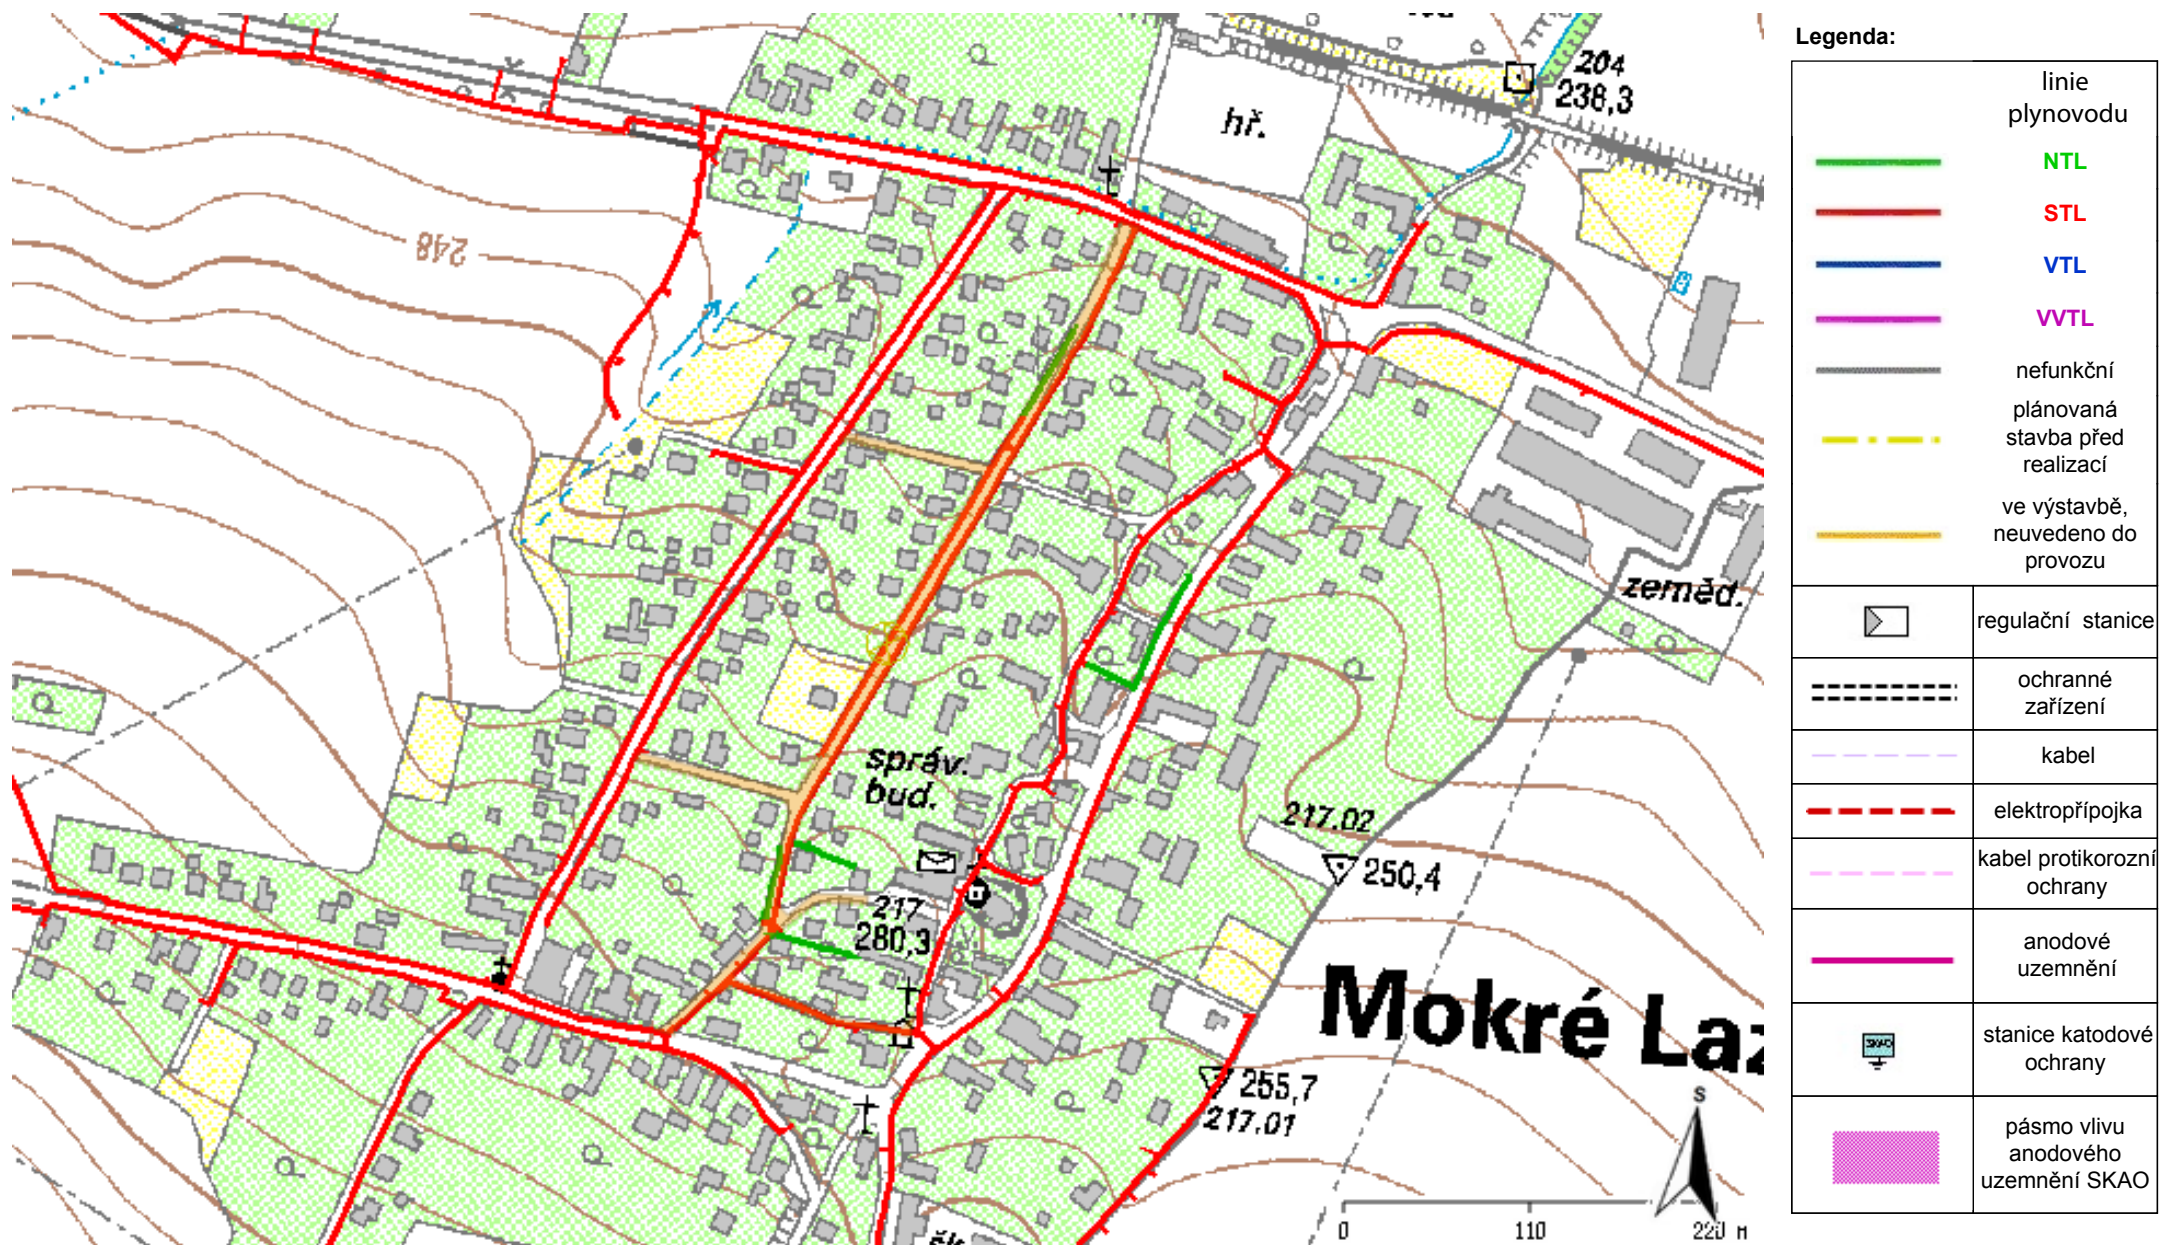 204
238,3
hř.
248
zeměd.
správ.
bud.
217.02
250,4
217
280,3
Mokré Laz
255,7
217.01
S
0 110 220 m
šk
Legenda:
linie
plynovodu
NTL
STL
VTL
VVTL
nefunkční
plánovaná
stavba před
realizací
ve výstavbě,
neuvedeno do
provozu
regulační stanice
ochranné
zařízení
kabel
elektropřípojka
kabel protikorozní
ochrany
anodové
uzemnění
SKAO
stanice katodové
ochrany
pásmo vlivu
anodového
uzemnění SKAO